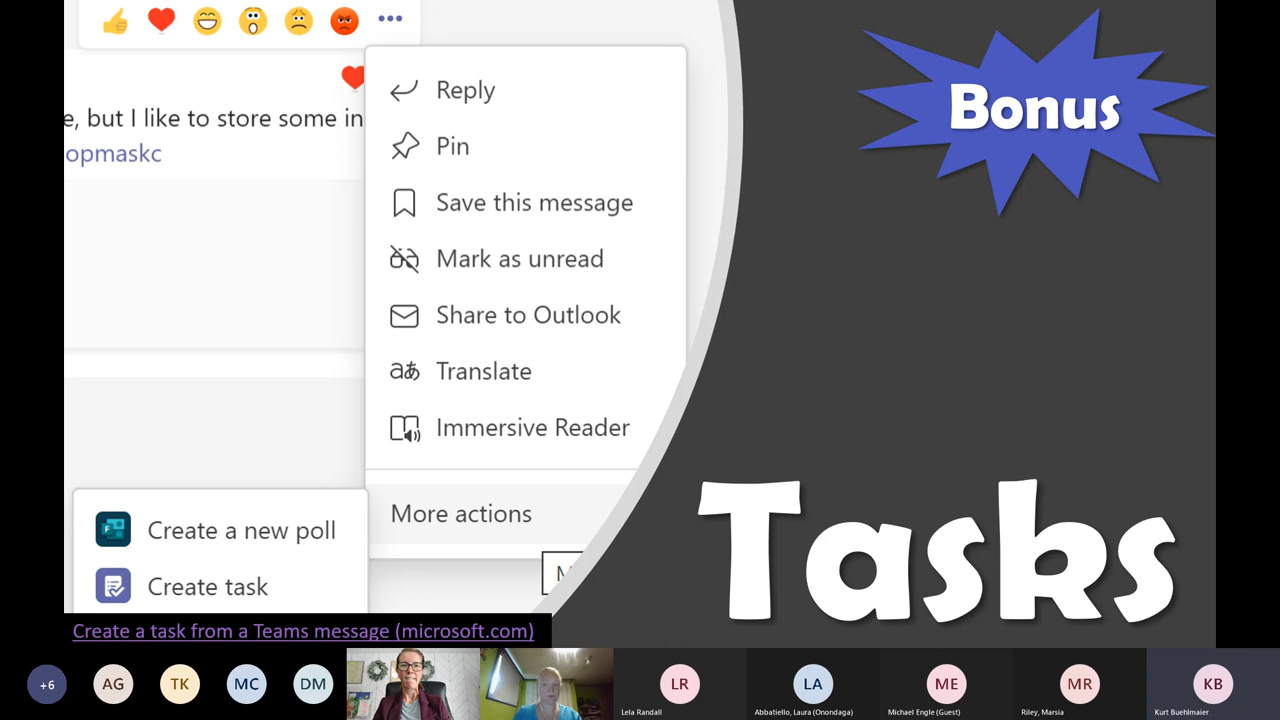 e, but I like to store some in
opmaskc
Reply
Pin
Save this message
Mark as unread
Share to Outlook
Translate
Immersive Reader
More actions
Create a new poll
Create task
Create a task from a Teams message (microsoft.com)
Bonus
Tasks
+6
AG
TK
MC
DM
LR
Lela Randall
LA
Abbatiello, Laura (Onondaga)
ME
Michael Engle (Guest)
MR
Riley, Marsia
KB
Kurt Buehlmaier